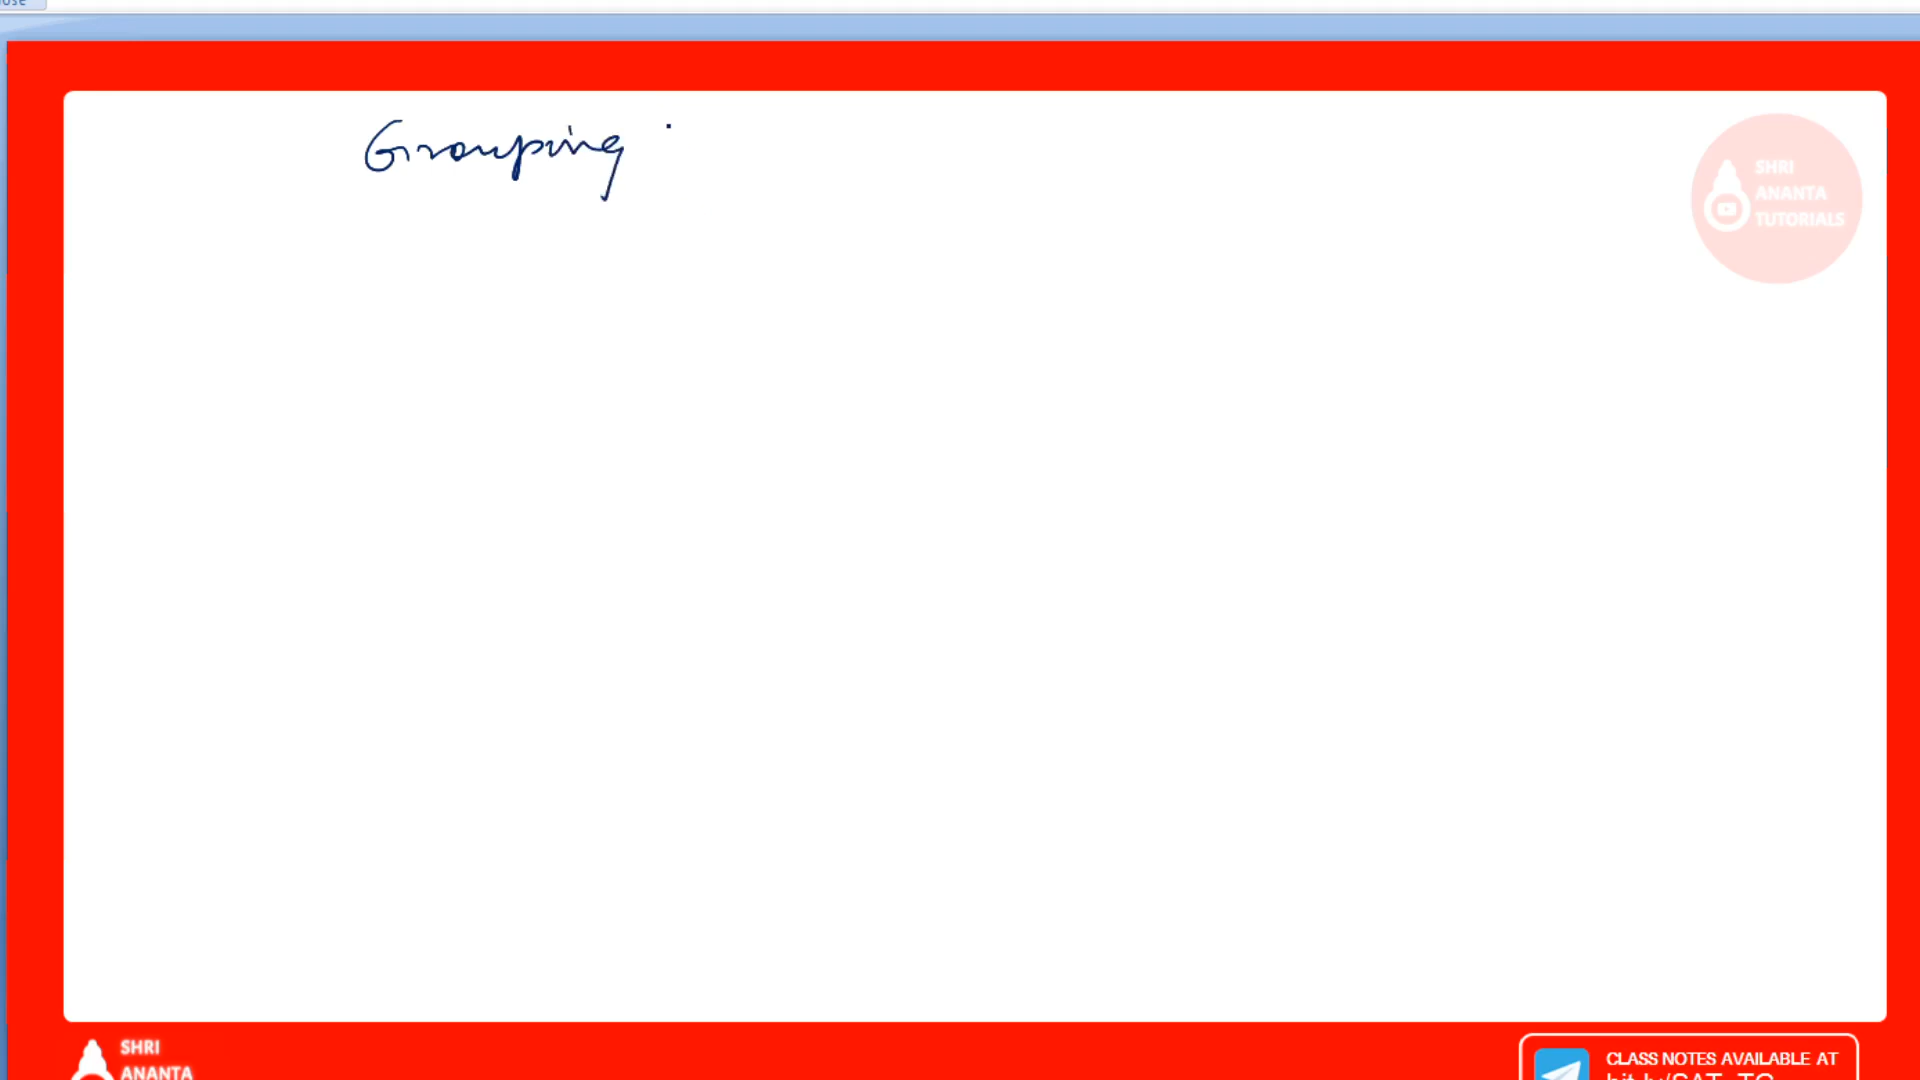 Grouping
SHRI
ANANTA
TUTORIALS
SHRI
ANANTA
CLASS NOTES AVAILABLE AT